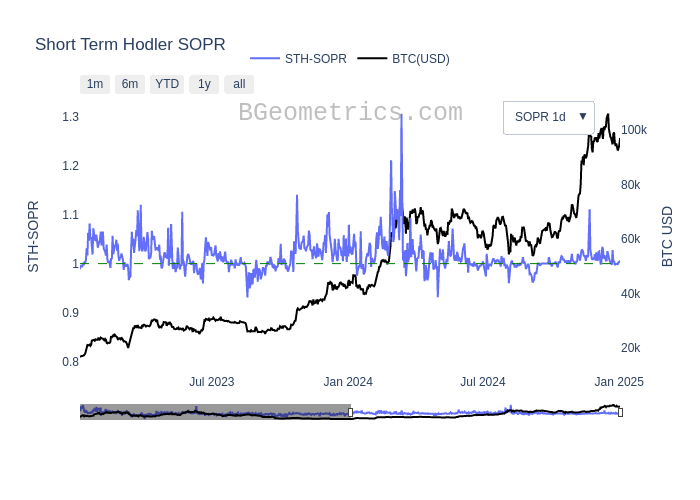 Short Term Hodler SOPR
STH-SOPR BTC(USD)
1m 6m YTD 1y all
BGeometrics.com
SOPR 1d ▼
1.3
1.2
1.1
1
0.9
0.8
STH-SOPR
100k
80k
60k
40k
20k
BTC USD
Jul 2023 Jan 2024 Jul 2024 Jan 2025